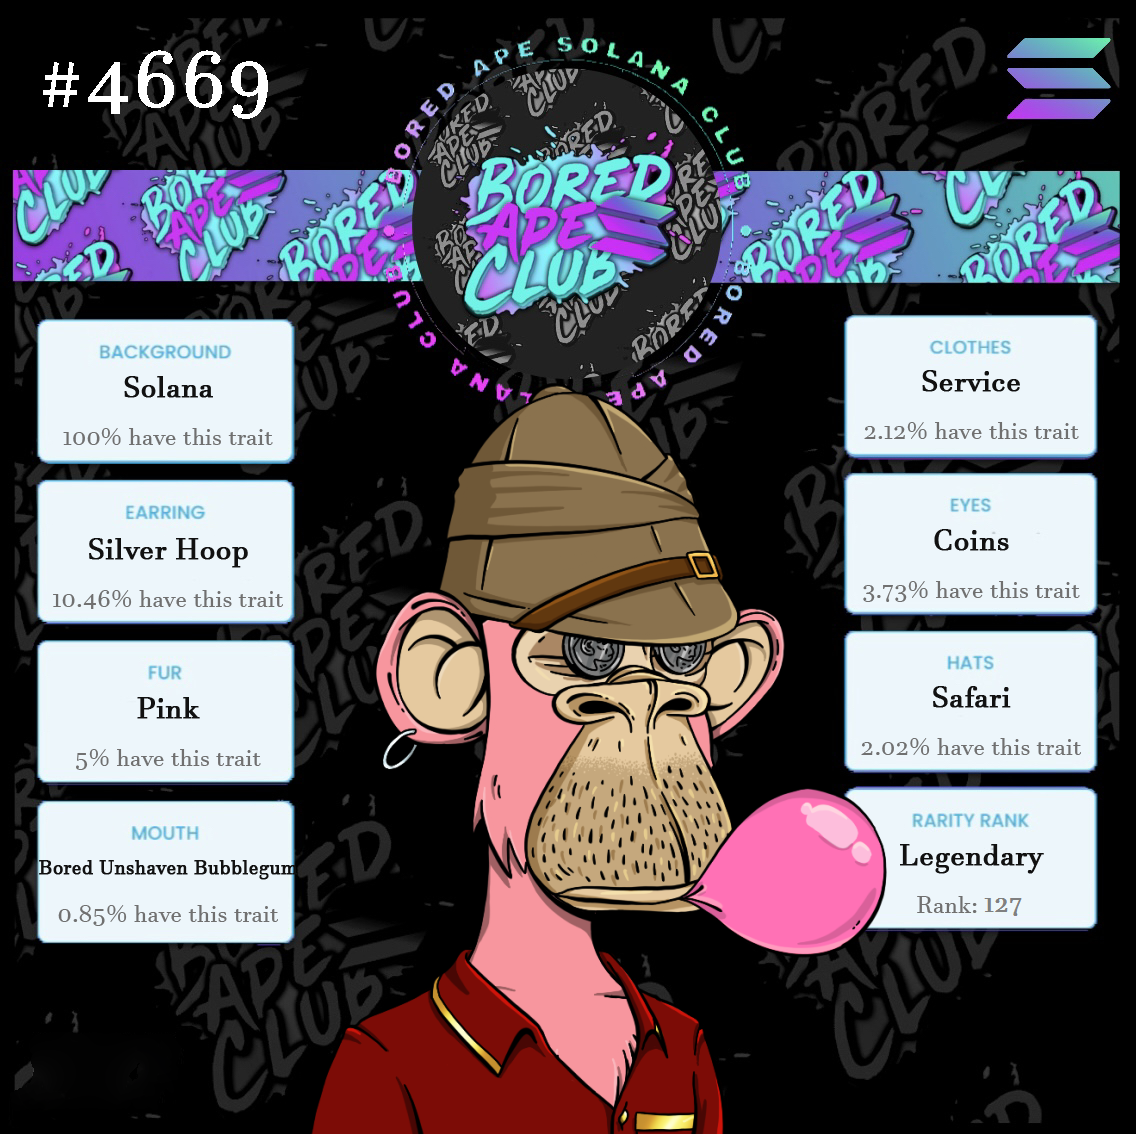 #4669
BORED APE SOLANA CLUB
BORED APE
LANA CLUB
BORED
APE
CLUB
BACKGROUND
Solana
100% have this trait
EARRING
Silver Hoop
10.46% have this trait
FUR
Pink
5% have this trait
MOUTH
Bored Unshaven Bubblegum
0.85% have this trait
CLOTHES
Service
2.12% have this trait
EYES
Coins
3.73% have this trait
HATS
Safari
2.02% have this trait
RARITY RANK
Legendary
Rank: 127